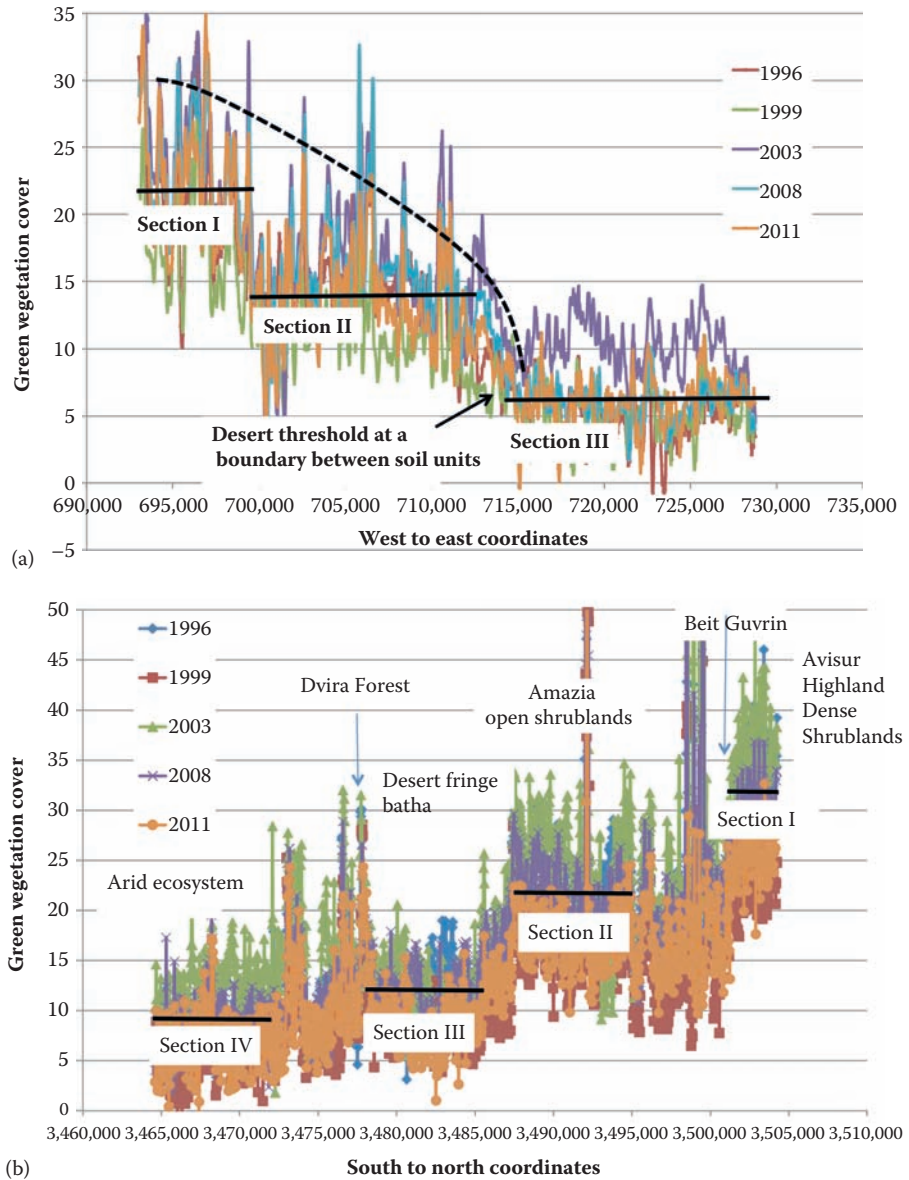 35
30
25
20
15
10
5
0
−5
Green vegetation cover
1996
1999
2003
2008
2011
Section I
Section II
Desert threshold at a
boundary between soil units
Section III
690,000 695,000 700,000 705,000 710,000 715,000 720,000 725,000 730,000 735,000
West to east coordinates
(a)
50
45
40
35
30
25
20
15
10
5
0
Green vegetation cover
1996
1999
2003
2008
2011
Dvira Forest
Desert fringe
batha
Amazia
open shrublands
Beit Guvrin
Avisur
Highland
Dense
Shrublands
Section I
Arid ecosystem
Section II
Section IV
Section III
3,460,000 3,465,000 3,470,000 3,475,000 3,480,000 3,485,000 3,490,000 3,495,000 3,500,000 3,505,000 3,510,000
South to north coordinates
(b)